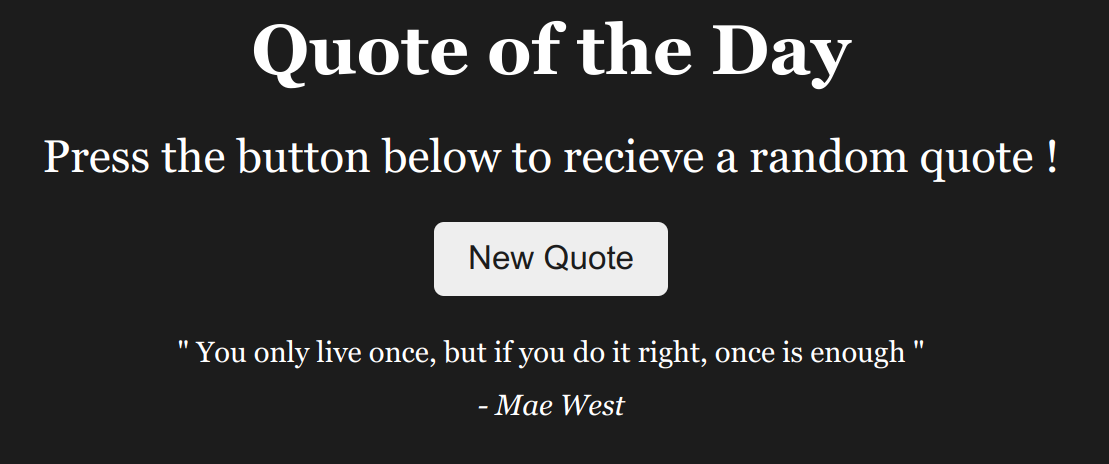 Quote of the Day
Press the button below to recieve a random quote !
New Quote
" You only live once, but if you do it right, once is enough "
- Mae West